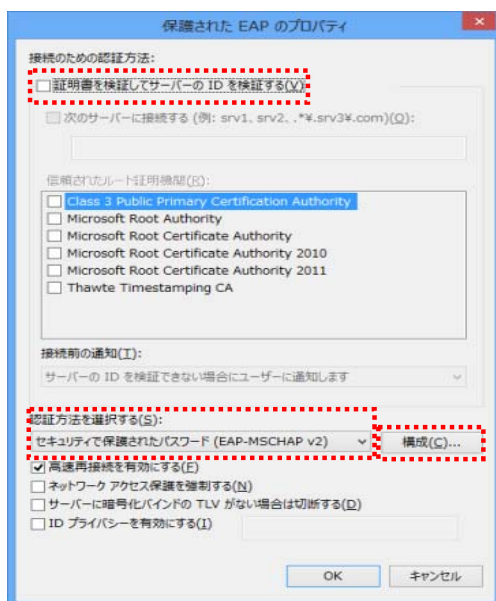 保護された EAP のプロパティ
接続のための認証方法:
証明書を検証してサーバーの ID を検証する(V)
次のサーバーに接続する (例: srv1、srv2、.*¥.srv3¥.com)(O):
信頼されたルート証明機関(R):
Class 3 Public Primary Certification Authority
Microsoft Root Authority
Microsoft Root Certificate Authority
Microsoft Root Certificate Authority 2010
Microsoft Root Certificate Authority 2011
Thawte Timestamping CA
接続前の通知(T):
サーバーの ID を検証できない場合にユーザーに通知します
認証方法を選択する(S):
セキュリティで保護されたパスワード (EAP-MSCHAP v2)
構成(C)...
高速再接続を有効にする(F)
ネットワーク アクセス保護を強制する(N)
サーバーに暗号化バインドの TLV がない場合は切断する(D)
ID プライバシーを有効にする(I)
OK
キャンセル